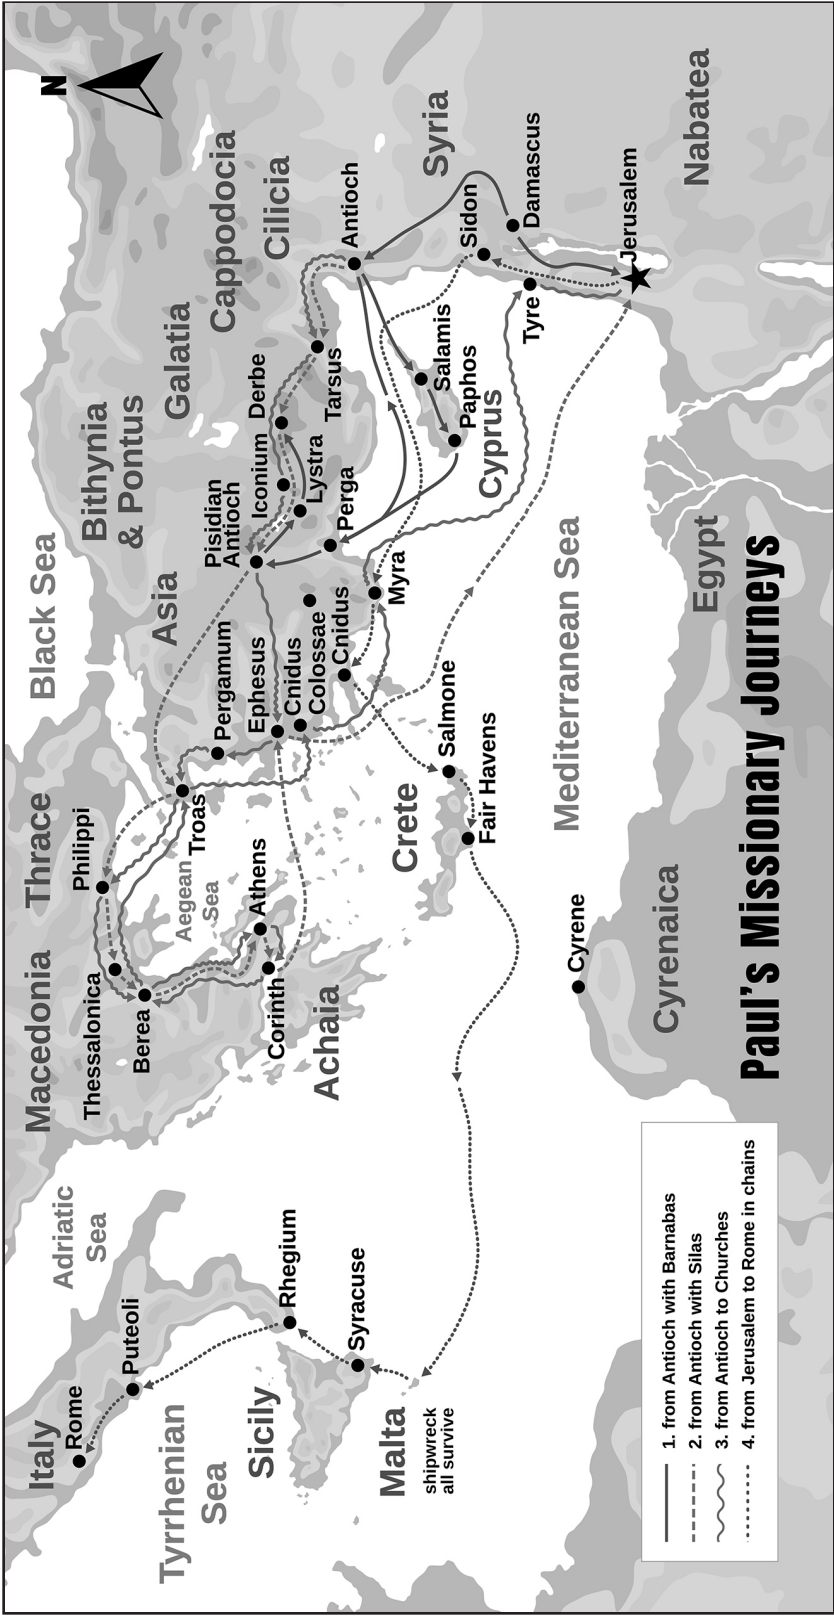 Paul's Missionary Journeys
N
Italy
Rome
Puteoli
Adriatic
Sea
Tyrrhenian
Sea
Sicily
Rhegium
Syracuse
Malta
shipwreck
all survive
Macedonia
Thrace
Black Sea
Bithynia
& Pontus
Galatia
Cappodocia
Cilicia
Syria
Nabatea
Asia
Philippi
Thessalonica
Berea
Troas
Aegean
Sea
Athens
Corinth
Achaia
Pergamum
Ephesus
Cnidus
Colossae
Cnidus
Pisidian
Antioch
Iconium
Derbe
Lystra
Perga
Myra
Tarsus
Antioch
Salamis
Paphos
Cyprus
Sidon
Damascus
Tyre
Jerusalem
Crete
Salmone
Fair Havens
Mediterranean Sea
Cyrene
Cyrenaica
Egypt
1. from Antioch with Barnabas
2. from Antioch with Silas
3. from Antioch to Churches
4. from Jerusalem to Rome in chains